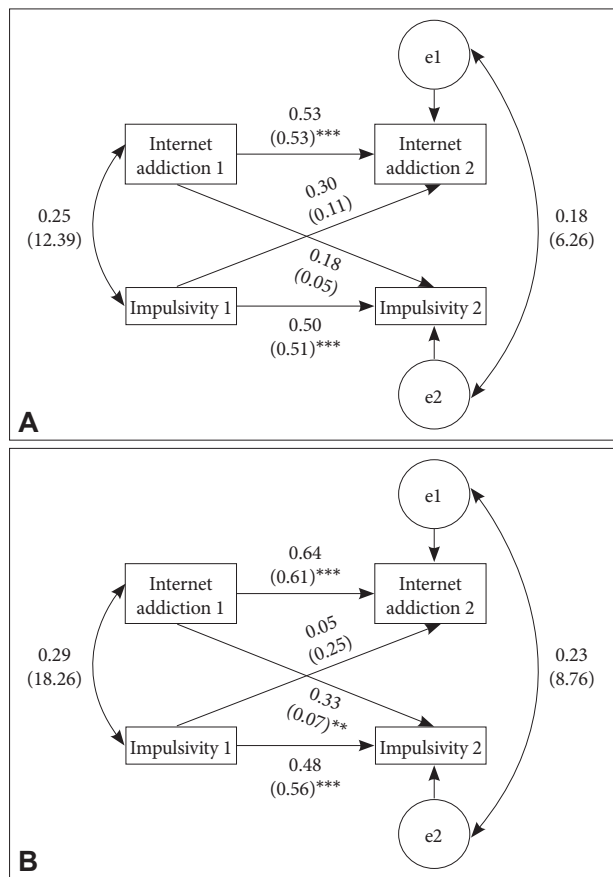 e1
0.53
(0.53)***
Internet
addiction 1
Internet
addiction 2
0.30
(0.11)
0.25
(12.39)
0.18
(6.26)
0.18
(0.05)
Impulsivity 1
Impulsivity 2
0.50
(0.51)***
e2
A
e1
0.64
(0.61)***
Internet
addiction 1
Internet
addiction 2
0.05
(0.25)
0.29
(18.26)
0.23
(8.76)
0.33
(0.07)**
Impulsivity 1
Impulsivity 2
0.48
(0.56)***
e2
B